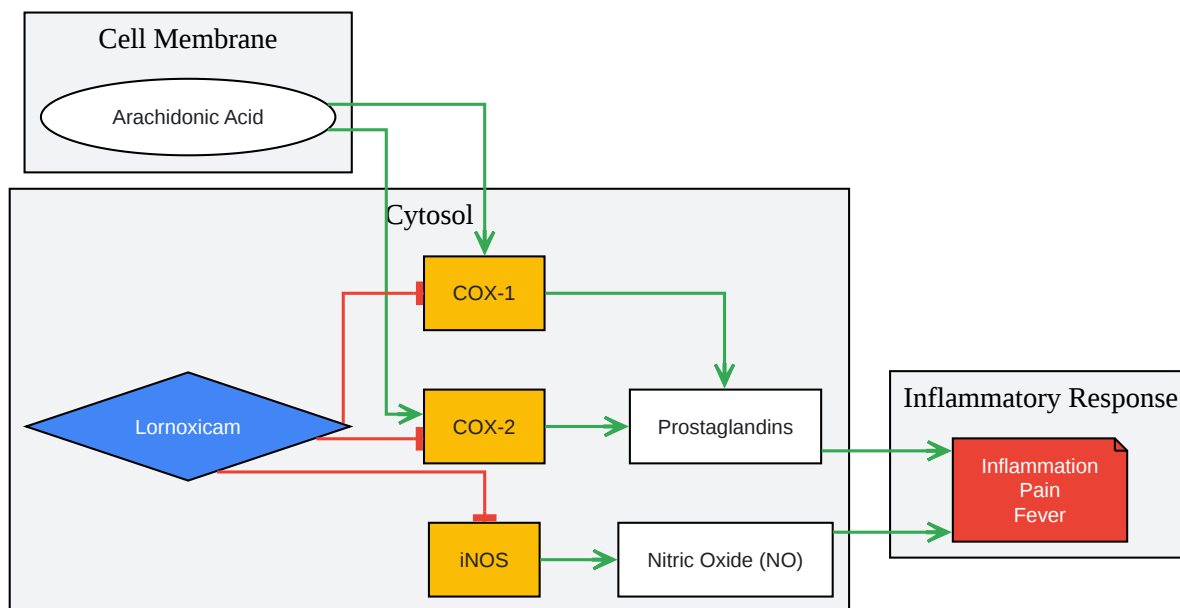 Cell Membrane
Arachidonic Acid
Cytosol
COX-1
Lornoxicam
COX-2
Prostaglandins
iNOS
Nitric Oxide (NO)
Inflammatory Response
Inflammation
Pain
Fever